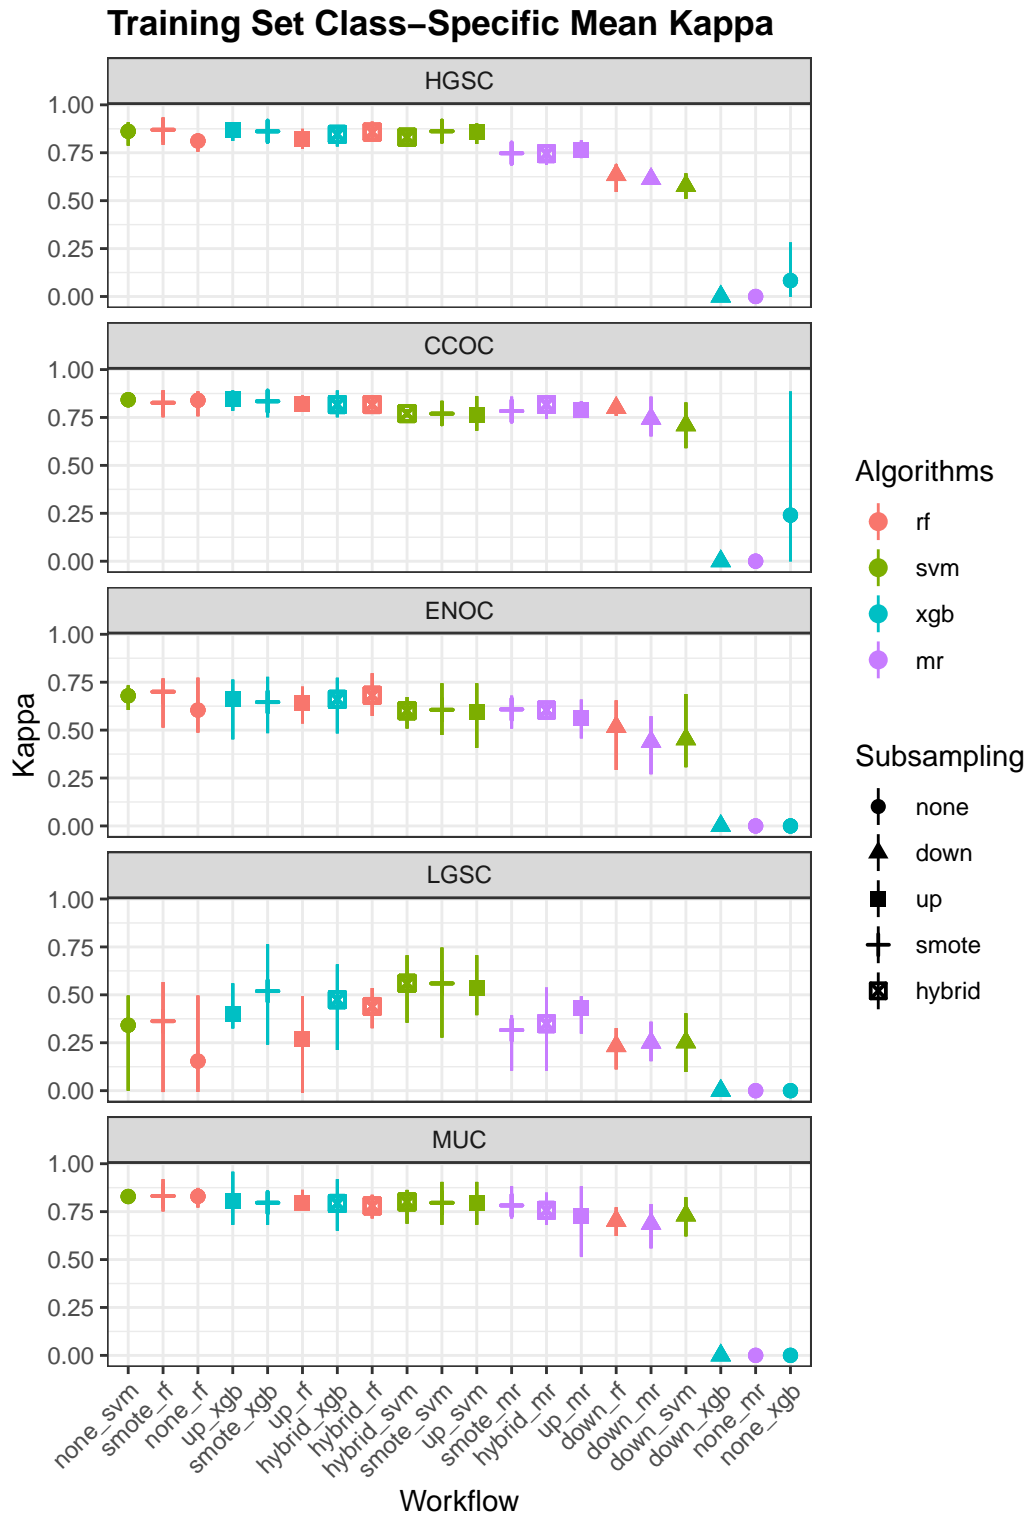 Training Set Class–Specific Mean Kappa
HGSC
1.00
0.75
0.50
0.25
0.00
CCOC
1.00
0.75
0.50
0.25
0.00
ENOC
1.00
0.75
0.50
0.25
0.00
LGSC
1.00
0.75
0.50
0.25
0.00
MUC
1.00
0.75
0.50
0.25
0.00
Kappa
none_svm
smote_rf
none_rf
up_xgb
smote_xgb
up_rf
hybrid_xgb
hybrid_rf
hybrid_svm
smote_svm
up_svm
smote_mr
hybrid_mr
up_mr
down_rf
down_mr
down_svm
down_xgb
none_mr
none_xgb
Workflow
Algorithms
rf
svm
xgb
mr
Subsampling
none
down
up
smote
hybrid